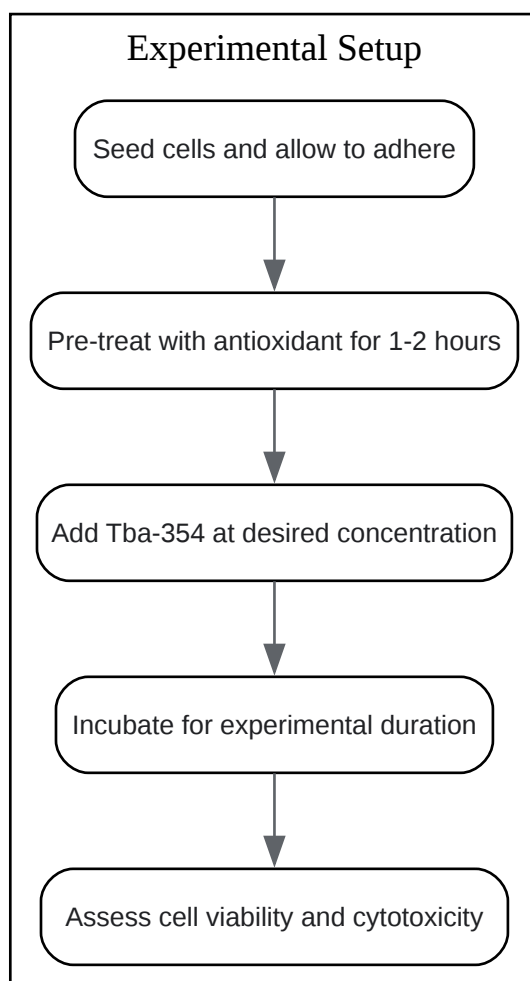 Experimental Setup
Seed cells and allow to adhere
Pre-treat with antioxidant for 1-2 hours
Add Tba-354 at desired concentration
Incubate for experimental duration
Assess cell viability and cytotoxicity